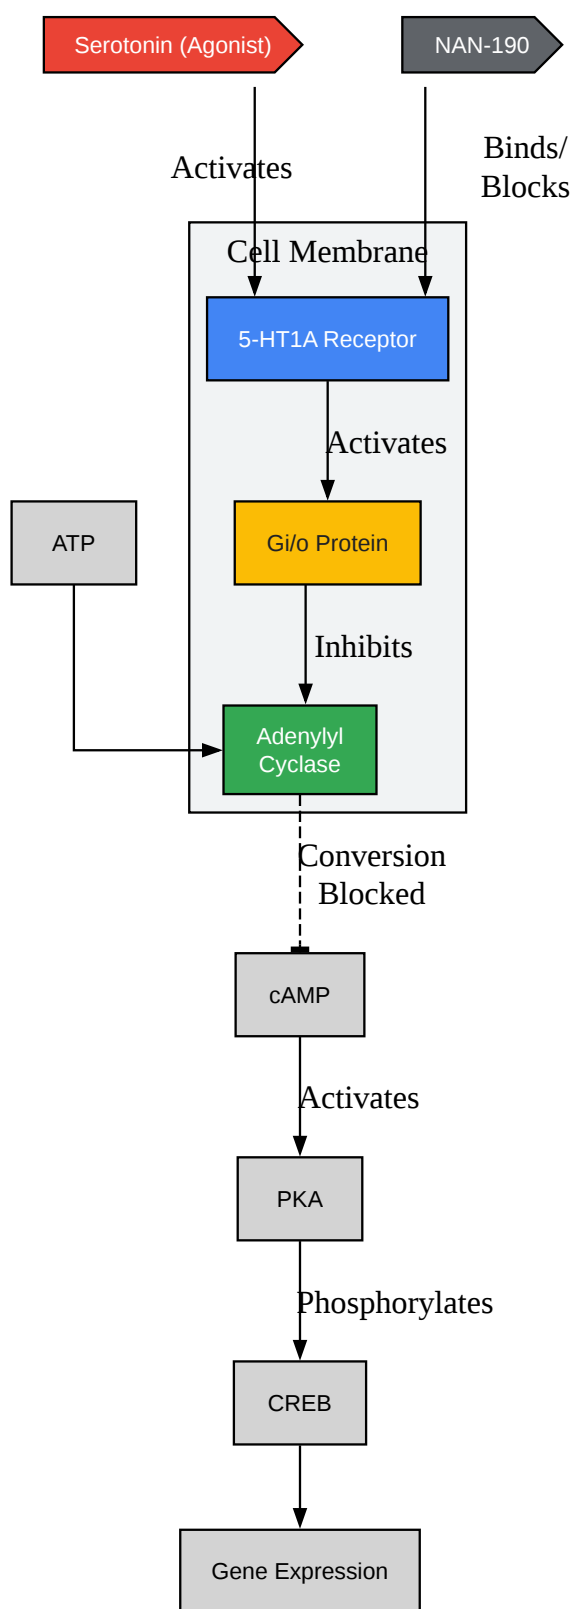 Serotonin (Agonist)
NAN-190
Activates
Binds/
Blocks
Cell Membrane
5-HT1A Receptor
Activates
ATP
Gi/o Protein
Inhibits
Adenylyl
Cyclase
Conversion
Blocked
cAMP
Activates
PKA
Phosphorylates
CREB
Gene Expression